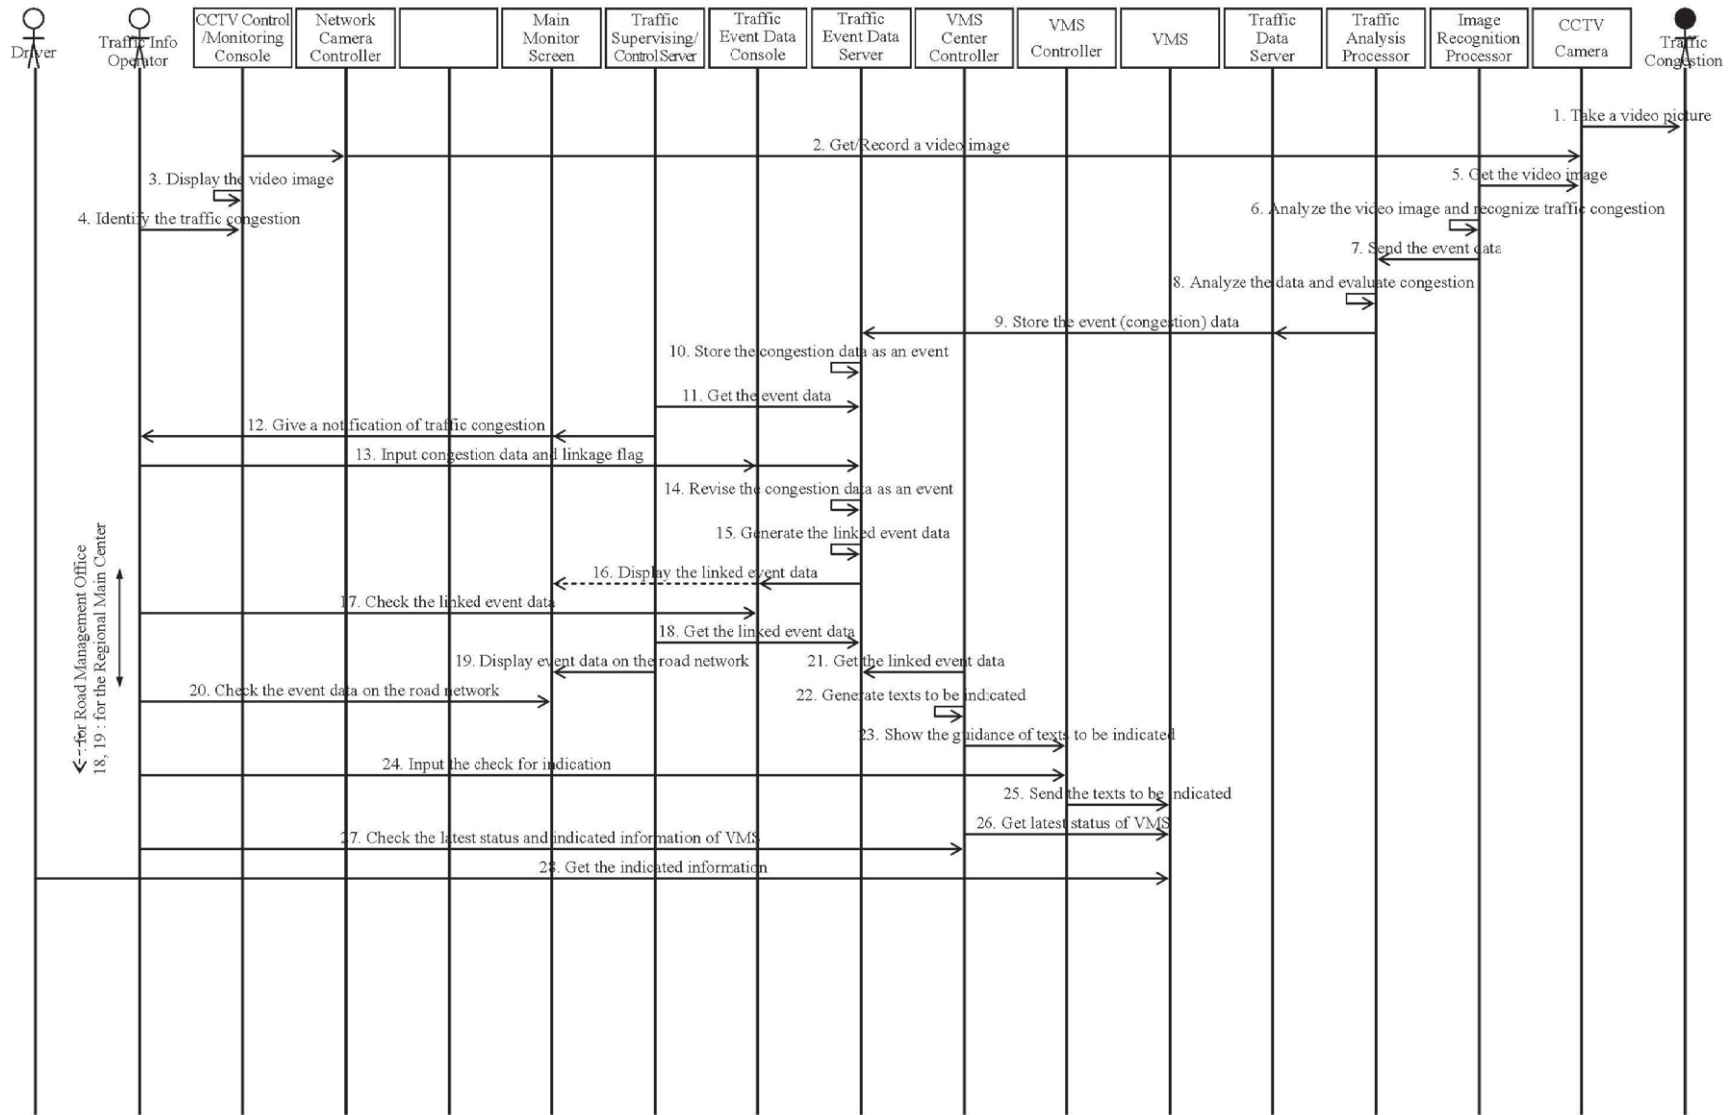 Driver
Traffic Info
Operator
CCTV Control
/Monitoring
Console
Network
Camera
Controller
Main
Monitor
Screen
Traffic
Supervising/
Control Server
Traffic
Event Data
Console
Traffic
Event Data
Server
VMS
Center
Controller
VMS
Controller
VMS
Traffic
Data
Server
Traffic
Analysis
Processor
Image
Recognition
Processor
CCTV
Camera
Traffic
Congestion
1. Take a video picture
2. Get/Record a video image
3. Display the video image
5. Get the video image
4. Identify the traffic congestion
6. Analyze the video image and recognize traffic congestion
7. Send the event data
8. Analyze the data and evaluate congestion
9. Store the event (congestion) data
10. Store the congestion data as an event
11. Get the event data
12. Give a notification of traffic congestion
13. Input congestion data and linkage flag
14. Revise the congestion data as an event
15. Generate the linked event data
16. Display the linked event data
17. Check the linked event data
18. Get the linked event data
19. Display event data on the road network
21. Get the linked event data
20. Check the event data on the road network
22. Generate texts to be indicated
23. Show the guidance of texts to be indicated
24. Input the check for indication
25. Send the texts to be indicated
26. Get latest status of VMS
27. Check the latest status and indicated information of VMS
28. Get the indicated information
: for Road Management Office
18, 19 : for the Regional Main Center